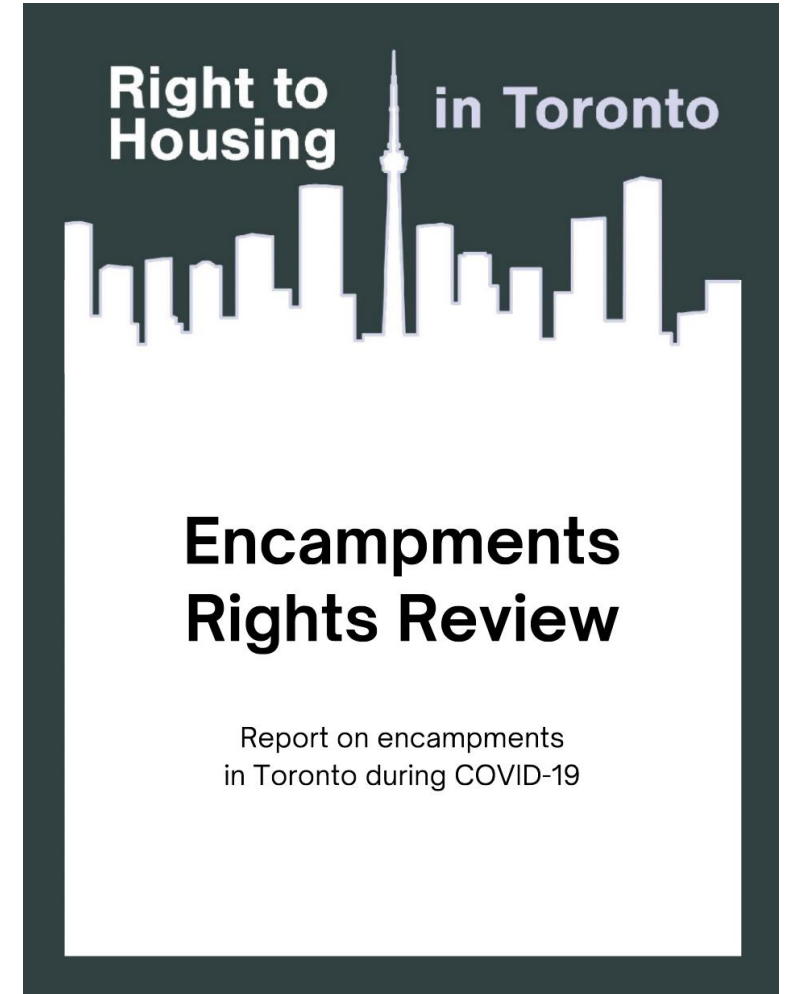 Right to
Housing
in Toronto
Encampments
Rights Review
Report on encampments
in Toronto during COVID-19